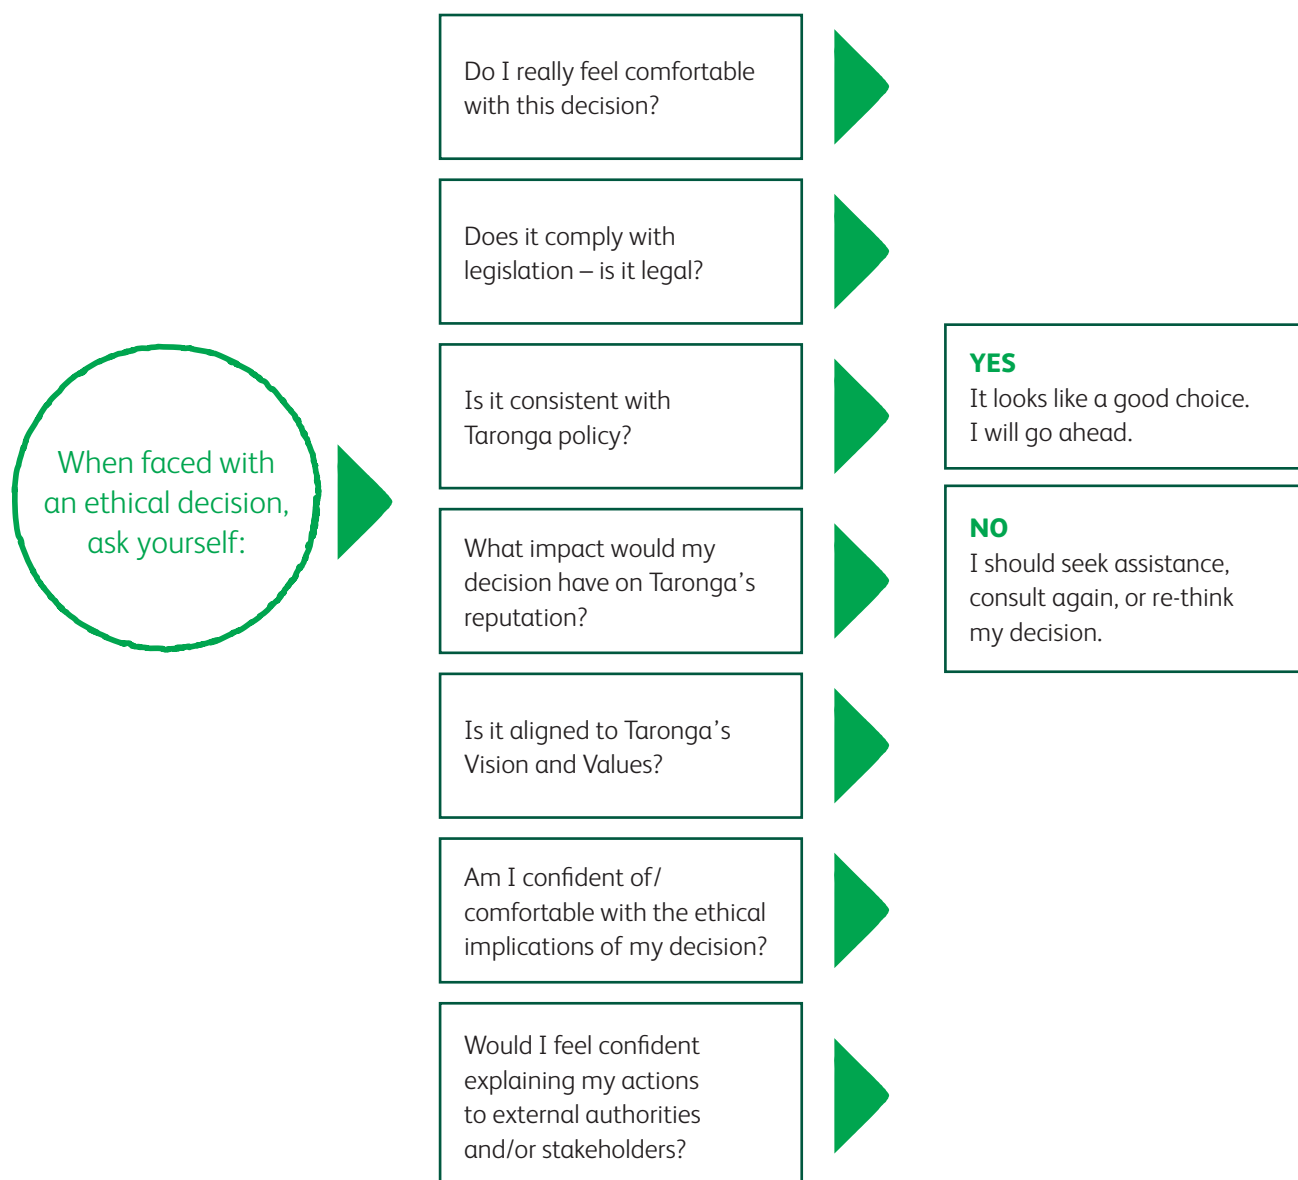 When faced with
an ethical decision,
ask yourself:
Do I really feel comfortable
with this decision?
Does it comply with
legislation – is it legal?
Is it consistent with
Taronga policy?
What impact would my
decision have on Taronga’s
reputation?
Is it aligned to Taronga’s
Vision and Values?
Am I confident of/
comfortable with the ethical
implications of my decision?
Would I feel confident
explaining my actions
to external authorities
and/or stakeholders?
YES
It looks like a good choice.
I will go ahead.
NO
I should seek assistance,
consult again, or re-think
my decision.